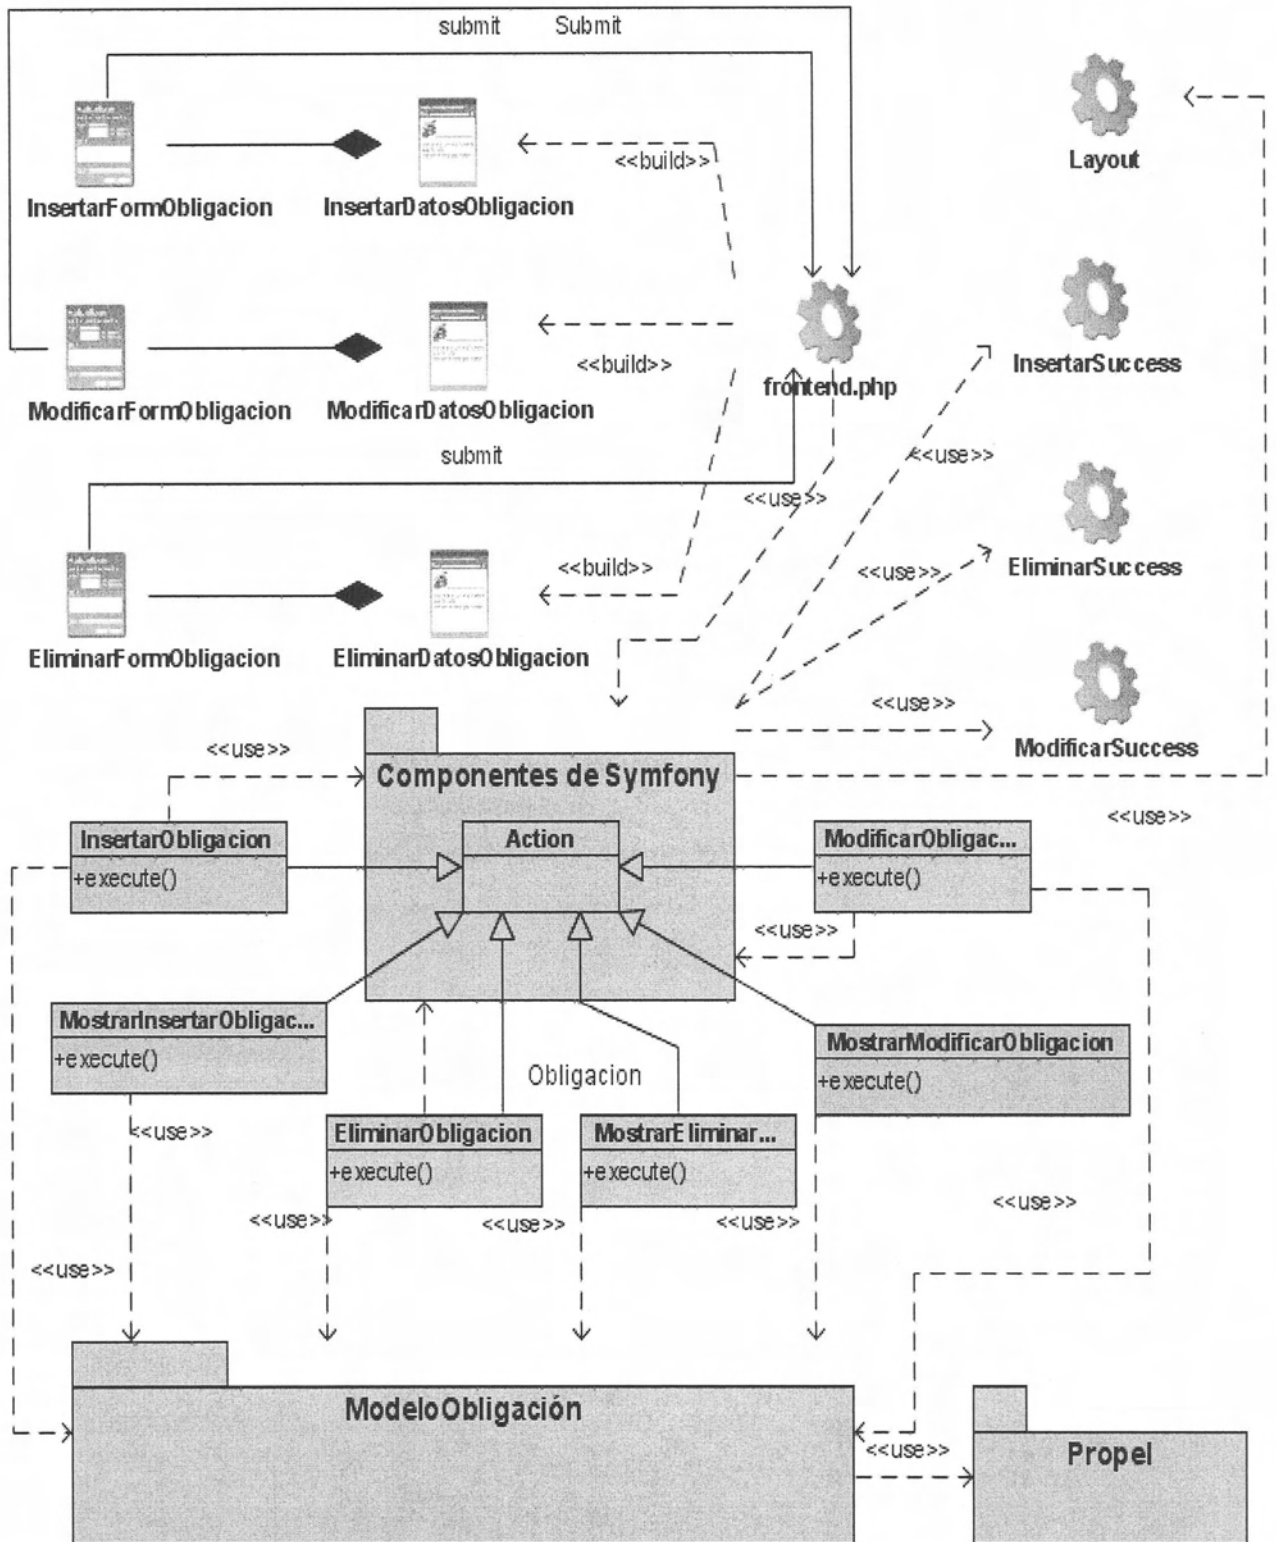 submit Submit
Layout
<<build>>
InsertarFormObligacion InsertarDatosObligacion
InsertarSuccess
<<build>>
frontend.php
ModificarFormObligacion ModificarDatosObligacion
submit
<<use>>
<<use>>
<<build>>
<<use>>
EliminarSuccess
EliminarFormObligacion EliminarDatosObligacion
<<use>>
ModificarSuccess
<<use>>
Componentes de Symfony
<<use>>
InsertarObligacion
+execute()
Action
ModificarObligac...
+execute()
<<use>>
MostrarInsertarObligac...
+execute()
MostrarModificarObligacion
+execute()
Obligacion
<<use>>
EliminarObligacion
+execute()
MostrarEliminar...
+execute()
<<use>>
<<use>>
<<use>>
<<use>>
<<use>>
ModeloObligación
<<use>>
Propel